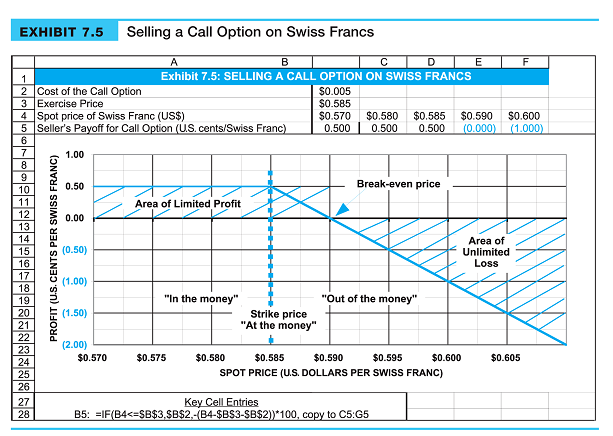 EXHIBIT 7.5 Selling a Call Option on Swiss Francs
A B C D E F
1 Exhibit 7.5: SELLING A CALL OPTION ON SWISS FRANCS
2 Cost of the Call Option $0.005
3 Exercise Price $0.585
4 Spot price of Swiss Franc (US$) $0.570 $0.580 $0.585 $0.590 $0.600
5 Seller's Payoff for Call Option (U.S. cents/Swiss Franc) 0.500 0.500 0.500 (0.000) (1.000)
6
7 1.00
8
9
10 0.50 Break-even price
11 Area of Limited Profit
12 0.00
13
14 Area of
15 (0.50) Unlimited
16 Loss
17 (1.00)
18
19 "In the money" "Out of the money"
20 (1.50) Strike price
21 "At the money"
22 (2.00)
23
24 $0.570 $0.575 $0.580 $0.585 $0.590 $0.595 $0.600 $0.605
25 SPOT PRICE (U.S. DOLLARS PER SWISS FRANC)
26
PROFIT (U.S. CENTS PER SWISS FRANC)
27 Key Cell Entries
28 B5: =IF(B4<=$B$3,$B$2,-(B4-$B$3-$B$2))*100, copy to C5:G5